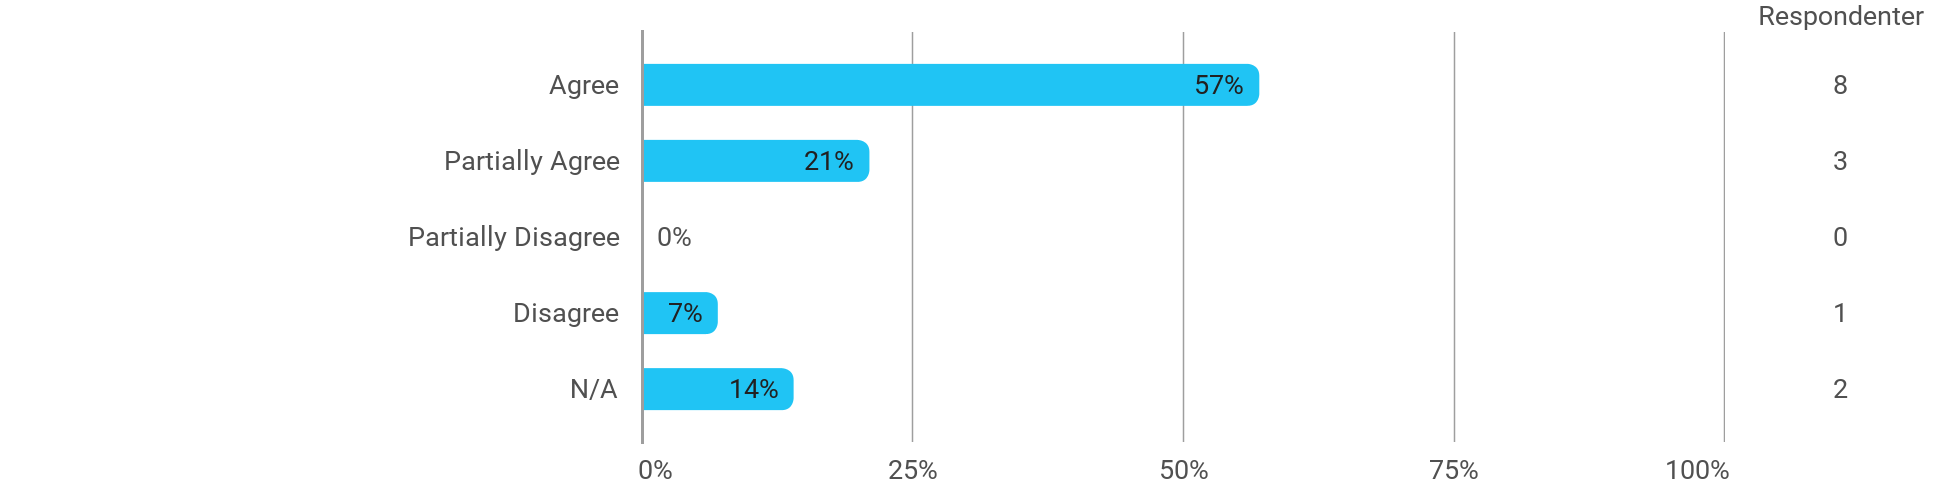 Respondenter
Agree 57% 8
Partially Agree 21% 3
Partially Disagree 0% 0
Disagree 7% 1
N/A 14% 2
0% 25% 50% 75% 100%